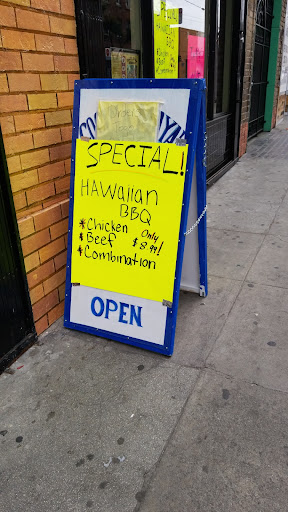 SPECIAL!
HAWAIIAN
BBQ
*Chicken Only
*Beef $8.99!
*Combination
OPEN